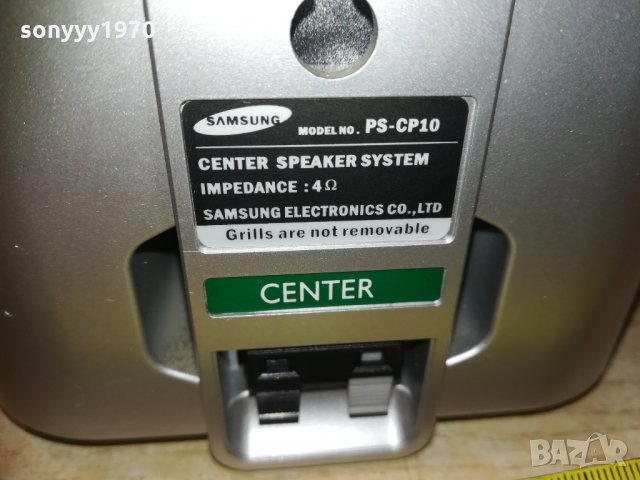 sonyyy1970
SAMSUNG MODEL NO. PS-CP10
CENTER SPEAKER SYSTEM
IMPEDANCE : 4Ω
SAMSUNG ELECTRONICS CO.,LTD
Grills are not removable
CENTER
BAZAR